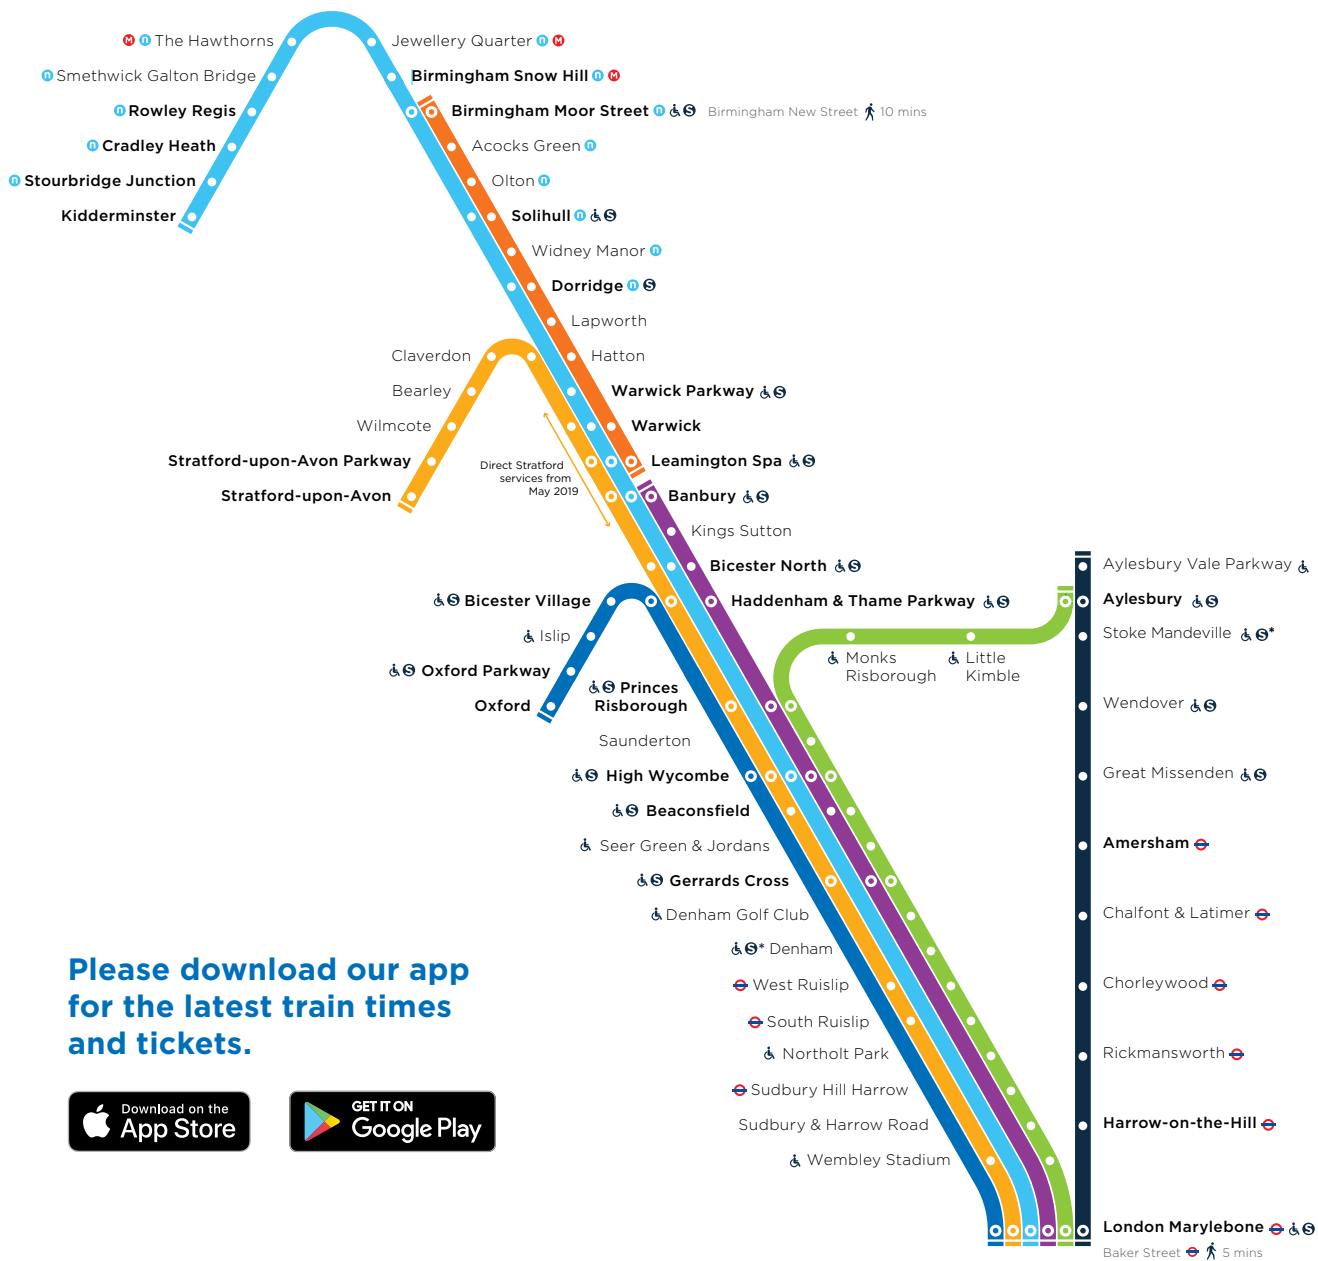 The Hawthorns
Jewellery Quarter
Smethwick Galton Bridge
Birmingham Snow Hill
Rowley Regis
Birmingham Moor Street
Birmingham New Street 10 mins
Cradley Heath
Acocks Green
Stourbridge Junction
Olton
Kidderminster
Solihull
Widney Manor
Dorridge
Lapworth
Claverdon
Hatton
Bearley
Warwick Parkway
Wilmcote
Warwick
Stratford-upon-Avon Parkway
Direct Stratford
services from
May 2019
Leamington Spa
Stratford-upon-Avon
Banbury
Kings Sutton
Bicester North
Aylesbury Vale Parkway
Bicester Village
Haddenham & Thame Parkway
Aylesbury
Islip
Stoke Mandeville *
Monks
Risborough
Little
Kimble
Oxford Parkway
Oxford
Princes
Risborough
Wendover
Saunderton
High Wycombe
Great Missenden
Beaconsfield
Seer Green & Jordans
Amersham
Gerrards Cross
Denham Golf Club
Chalfont & Latimer
* Denham
West Ruislip
Chorleywood
South Ruislip
Northolt Park
Rickmansworth
Sudbury Hill Harrow
Sudbury & Harrow Road
Harrow-on-the-Hill
Wembley Stadium
London Marylebone
Baker Street 5 mins
Please download our app
for the latest train times
and tickets.
Download on the
App Store
GET IT ON
Google Play